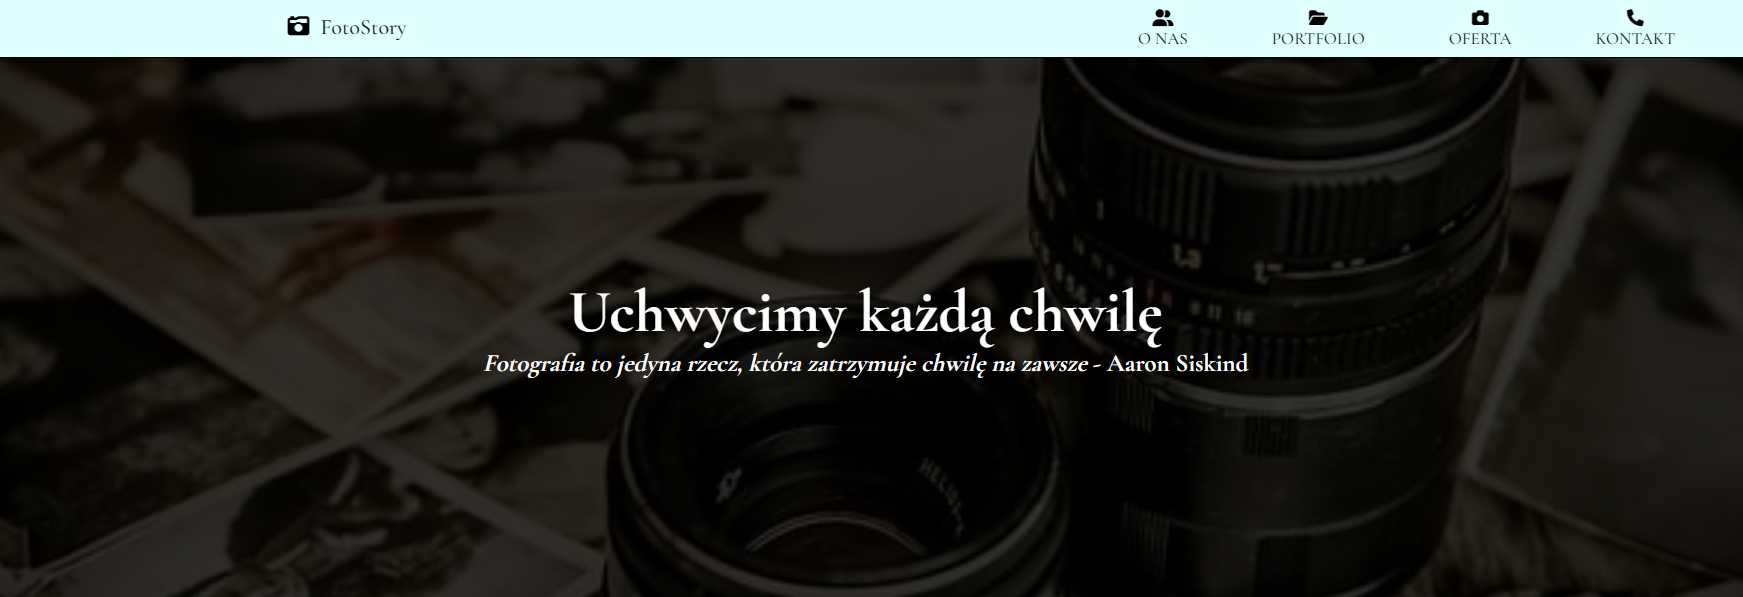 FotoStory
O NAS
PORTFOLIO
OFERTA
KONTAKT
Uchwycimy każdą chwilę
Fotografia to jedyna rzecz, która zatrzymuje chwilę na zawsze - Aaron Siskind